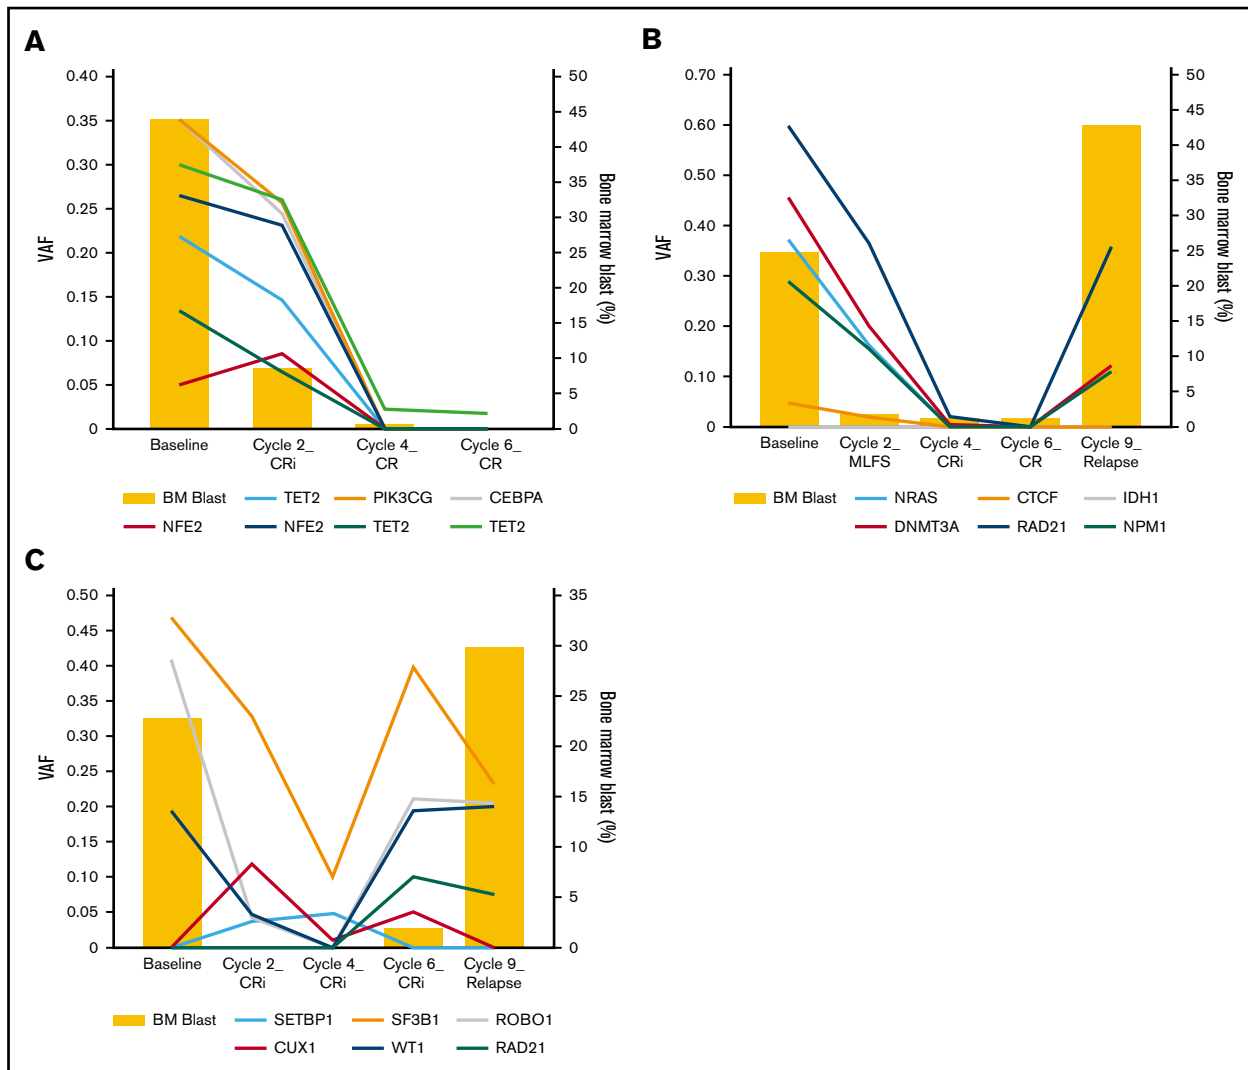 A
0.40
0.35
0.30
0.25
0.20
0.15
0.10
0.05
0
VAF
50
45
40
35
30
25
20
15
10
5
0
Bone marrow blast (%)
Baseline
Cycle 2_
CRi
Cycle 4_
CR
Cycle 6_
CR
BM Blast
TET2
PIK3CG
CEBPA
NFE2
NFE2
TET2
TET2
B
0.70
0.60
0.50
0.40
0.30
0.20
0.10
0
VAF
50
45
40
35
30
25
20
15
10
5
0
Bone marrow blast (%)
Baseline
Cycle 2_
MLFS
Cycle 4_
CRi
Cycle 6_
CR
Cycle 9_
Relapse
BM Blast
NRAS
CTCF
IDH1
DNMT3A
RAD21
NPM1
C
0.50
0.45
0.40
0.35
0.30
0.25
0.20
0.15
0.10
0.05
0
VAF
35
30
25
20
15
10
5
0
Bone marrow blast (%)
Baseline
Cycle 2_
CRi
Cycle 4_
CRi
Cycle 6_
CRi
Cycle 9_
Relapse
BM Blast
SETBP1
SF3B1
ROBO1
CUX1
WT1
RAD21